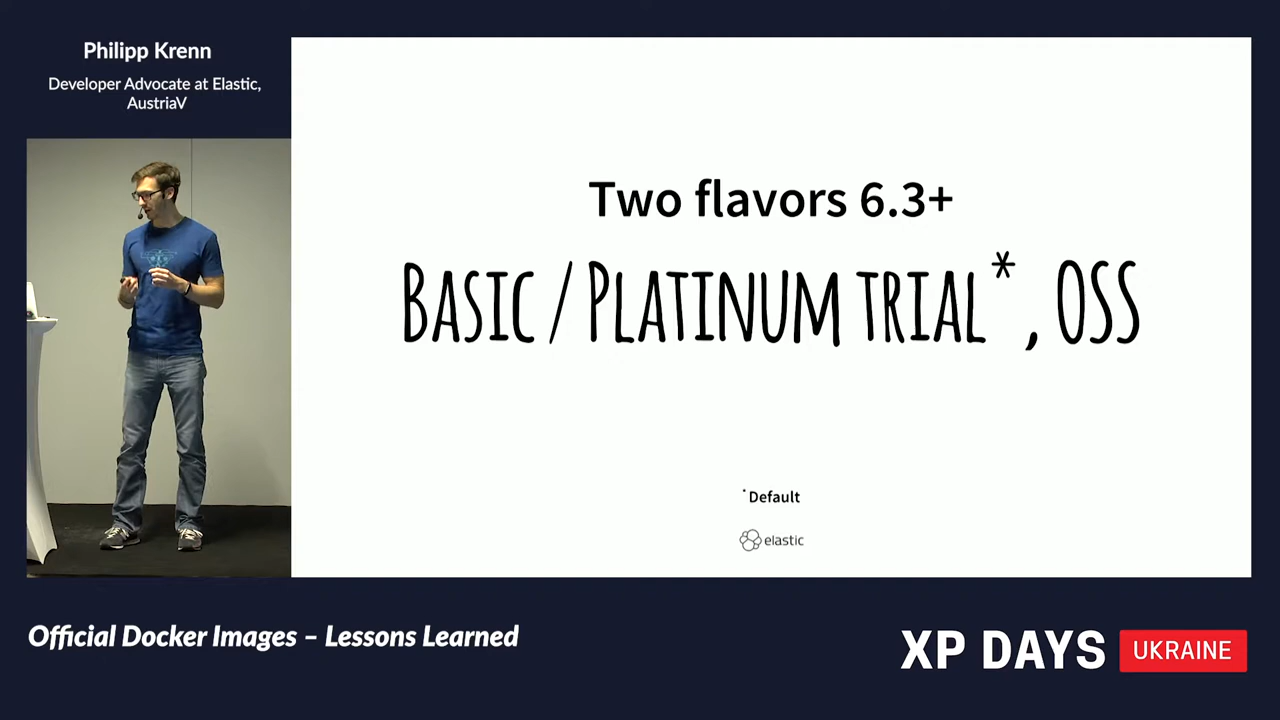 Philipp Krenn
Developer Advocate at Elastic,
AustriaV
Two flavors 6.3+
BASIC / PLATINUM TRIAL*, OSS
*Default
elastic
Official Docker Images – Lessons Learned
XP DAYS UKRAINE